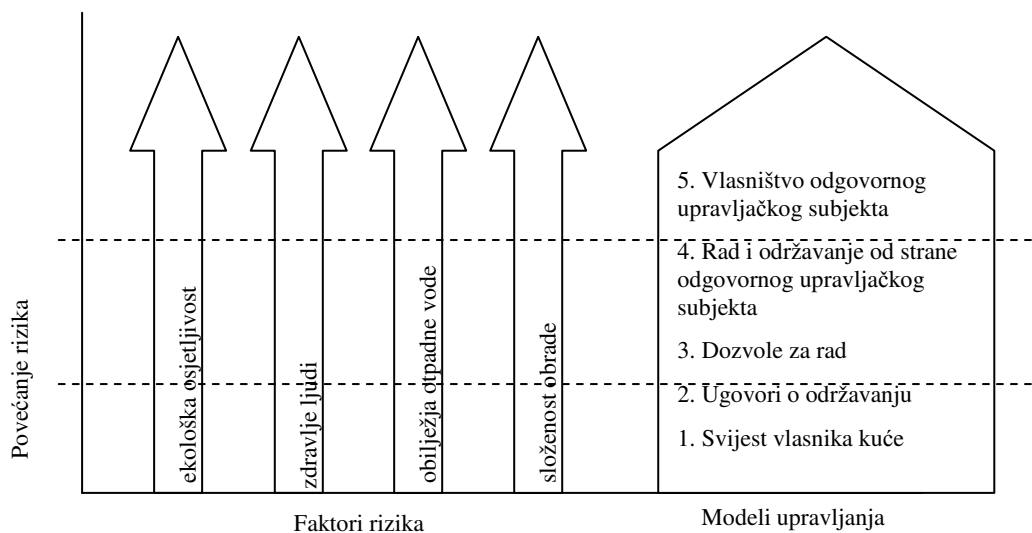 Povećanje rizika
ekološka osjetljivost
zdravlje ljudi
obilježja otpadne vode
složenost obrade
5. Vlasništvo odgovornog
upravljačkog subjekta
4. Rad i održavanje od strane
odgovornog upravljačkog
subjekta
3. Dozvole za rad
2. Ugovori o održavanju
1. Svijest vlasnika kuće
Faktori rizika
Modeli upravljanja